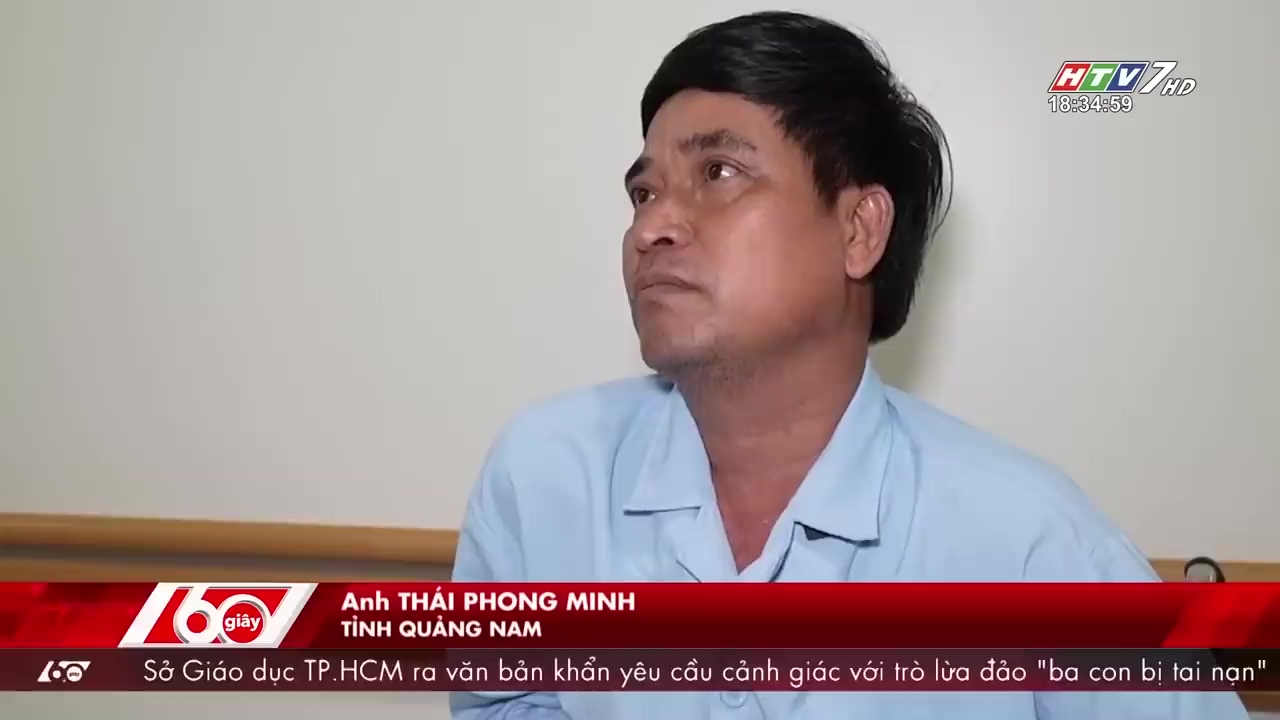 HTV7HD
18:34:59
60 giây
Anh THÁI PHONG MINH
TỈNH QUẢNG NAM
60 giây
Sở Giáo dục TP.HCM ra văn bản khẩn yêu cầu cảnh giác với trò lừa đảo "ba con bị tai nạn"